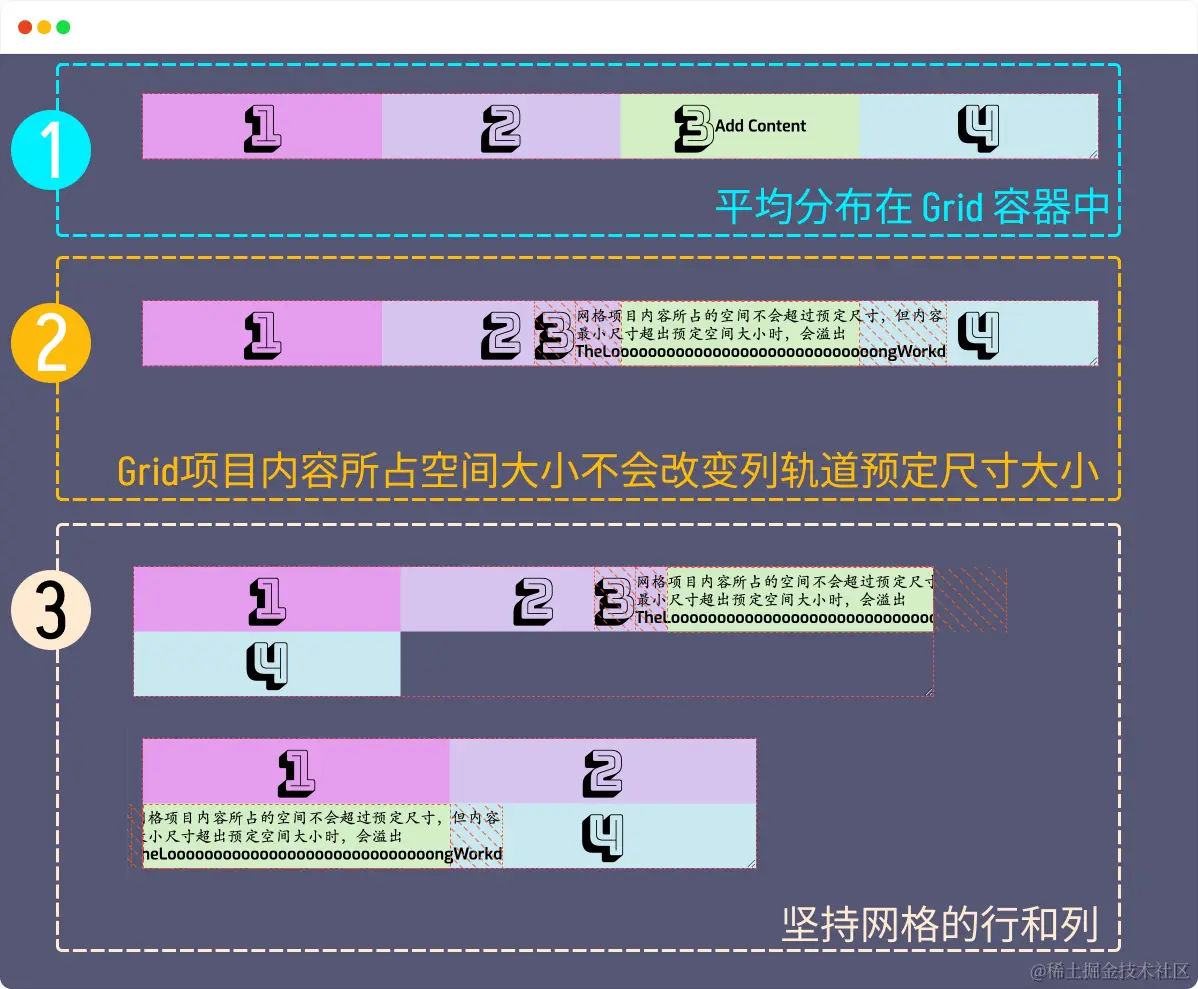 1
1
2
3 Add Content
4
平均分布在 Grid 容器中
2
1
2
3
网格项目内容所占的空间不会超过预定尺寸，但内容
最小尺寸超出预定空间大小时，会溢出
TheLooooooooooooooooooooooooooooongWorkd
4
Grid项目内容所占空间大小不会改变列轨道预定尺寸大小
3
1
2
3
网格项目内容所占的空间不会超过预定尺寸
最小尺寸超出预定空间大小时，会溢出
TheLooooooooooooooooooooooooooooo
4
1
2
格项目内容所占的空间不会超过预定尺寸，但内容
小尺寸超出预定空间大小时，会溢出
heLooooooooooooooooooooooooooooongWorkd
4
坚持网格的行和列
@稀土掘金技术社区